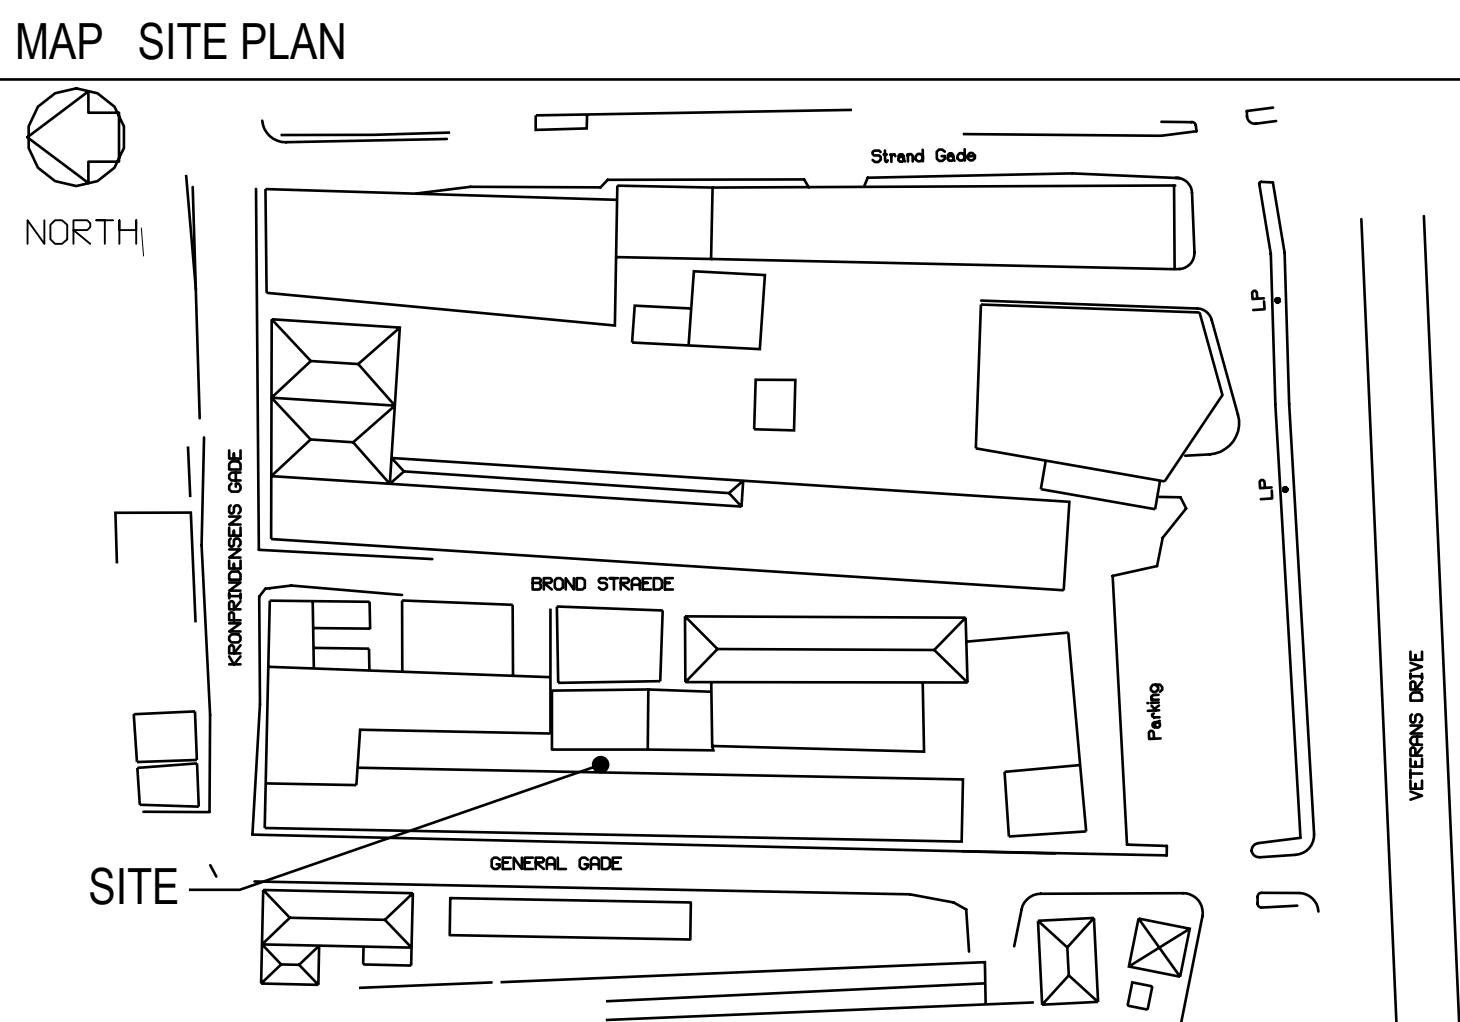 MAP SITE PLAN
Strand Gade
NORTH
LP
KRONPRINDENSENS GADE
LP
BROND STRAEDE
Parking
VETERANS DRIVE
GENERAL GADE
SITE